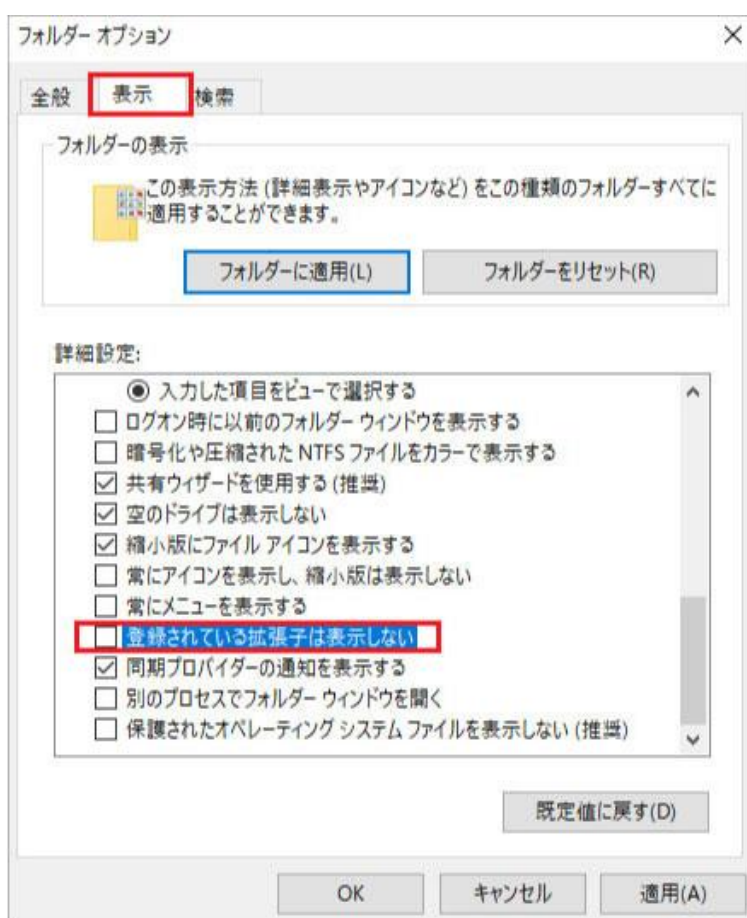 フォルダー オプション
全般
表示
検索
フォルダーの表示
この表示方法 (詳細表示やアイコンなど) をこの種類のフォルダーすべてに
適用することができます。
フォルダーに適用(L)
フォルダーをリセット(R)
詳細設定:
入力した項目をビューで選択する
ログオン時に以前のフォルダー ウィンドウを表示する
暗号化や圧縮された NTFS ファイルをカラーで表示する
共有ウィザードを使用する (推奨)
空のドライブは表示しない
縮小版にファイル アイコンを表示する
常にアイコンを表示し、縮小版は表示しない
常にメニューを表示する
登録されている拡張子は表示しない
同期プロバイダーの通知を表示する
別のプロセスでフォルダー ウィンドウを開く
保護されたオペレーティング システム ファイルを表示しない (推奨)
既定値に戻す(D)
OK
キャンセル
適用(A)